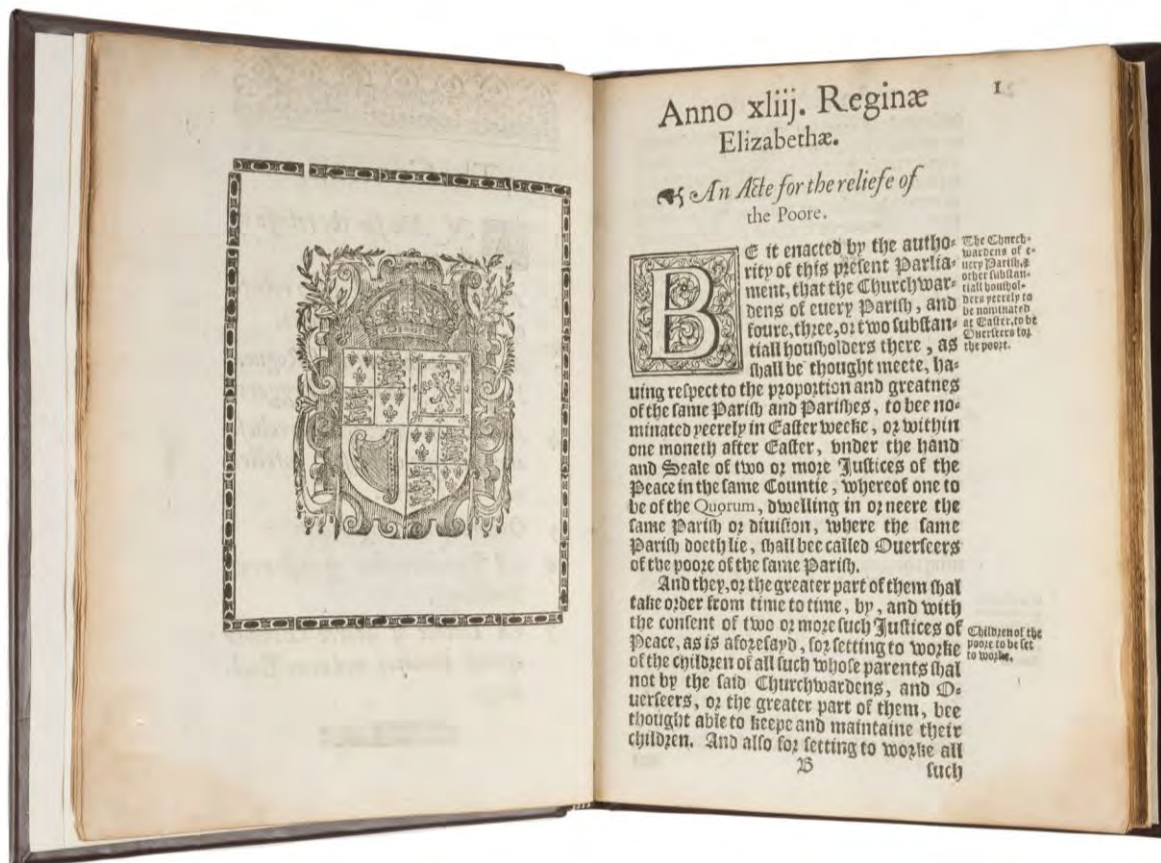 Anno xliij. Reginæ
1
Elizabethæ.
An Acte for the reliefe of
the Poore.
BE it enacted by the autho-
rity of this present Parlia-
ment, that the Churchwar-
dens of euery Parish, and
foure, three, or two substan-
tiall housholders there, as
shall be thought meete, ha-
uing respect to the proportion and greatnes
of the same Parish and Parishes, to bee no-
minated yeerely in Easter weeke, or within
one moneth after Easter, vnder the hand
and Seale of two or more Justices of the
Peace in the same Countie, whereof one to
be of the Quorum, dwelling in or neere the
same Parish or diuision, where the same
Parish doeth lie, shall bee called Ouerseers
of the poore of the same Parish.
And they, or the greater part of them shal
take order from time to time, by, and with
the consent of two or more such Justices of
Peace, as is aforesayd, for setting to worke
of the children of all such whose parents shal
not by the said Churchwardens, and O-
uerseers, or the greater part of them, bee
thought able to keepe and maintaine their
children. And also for setting to worke all
B
such
The Church-
wardens of e-
uery Parish, &
other substan-
tiall houshol-
ders yeerely to
be nominated
at Easter, to be
Ouerseers for
the poore.
Children of the
poore to be set
to worke.